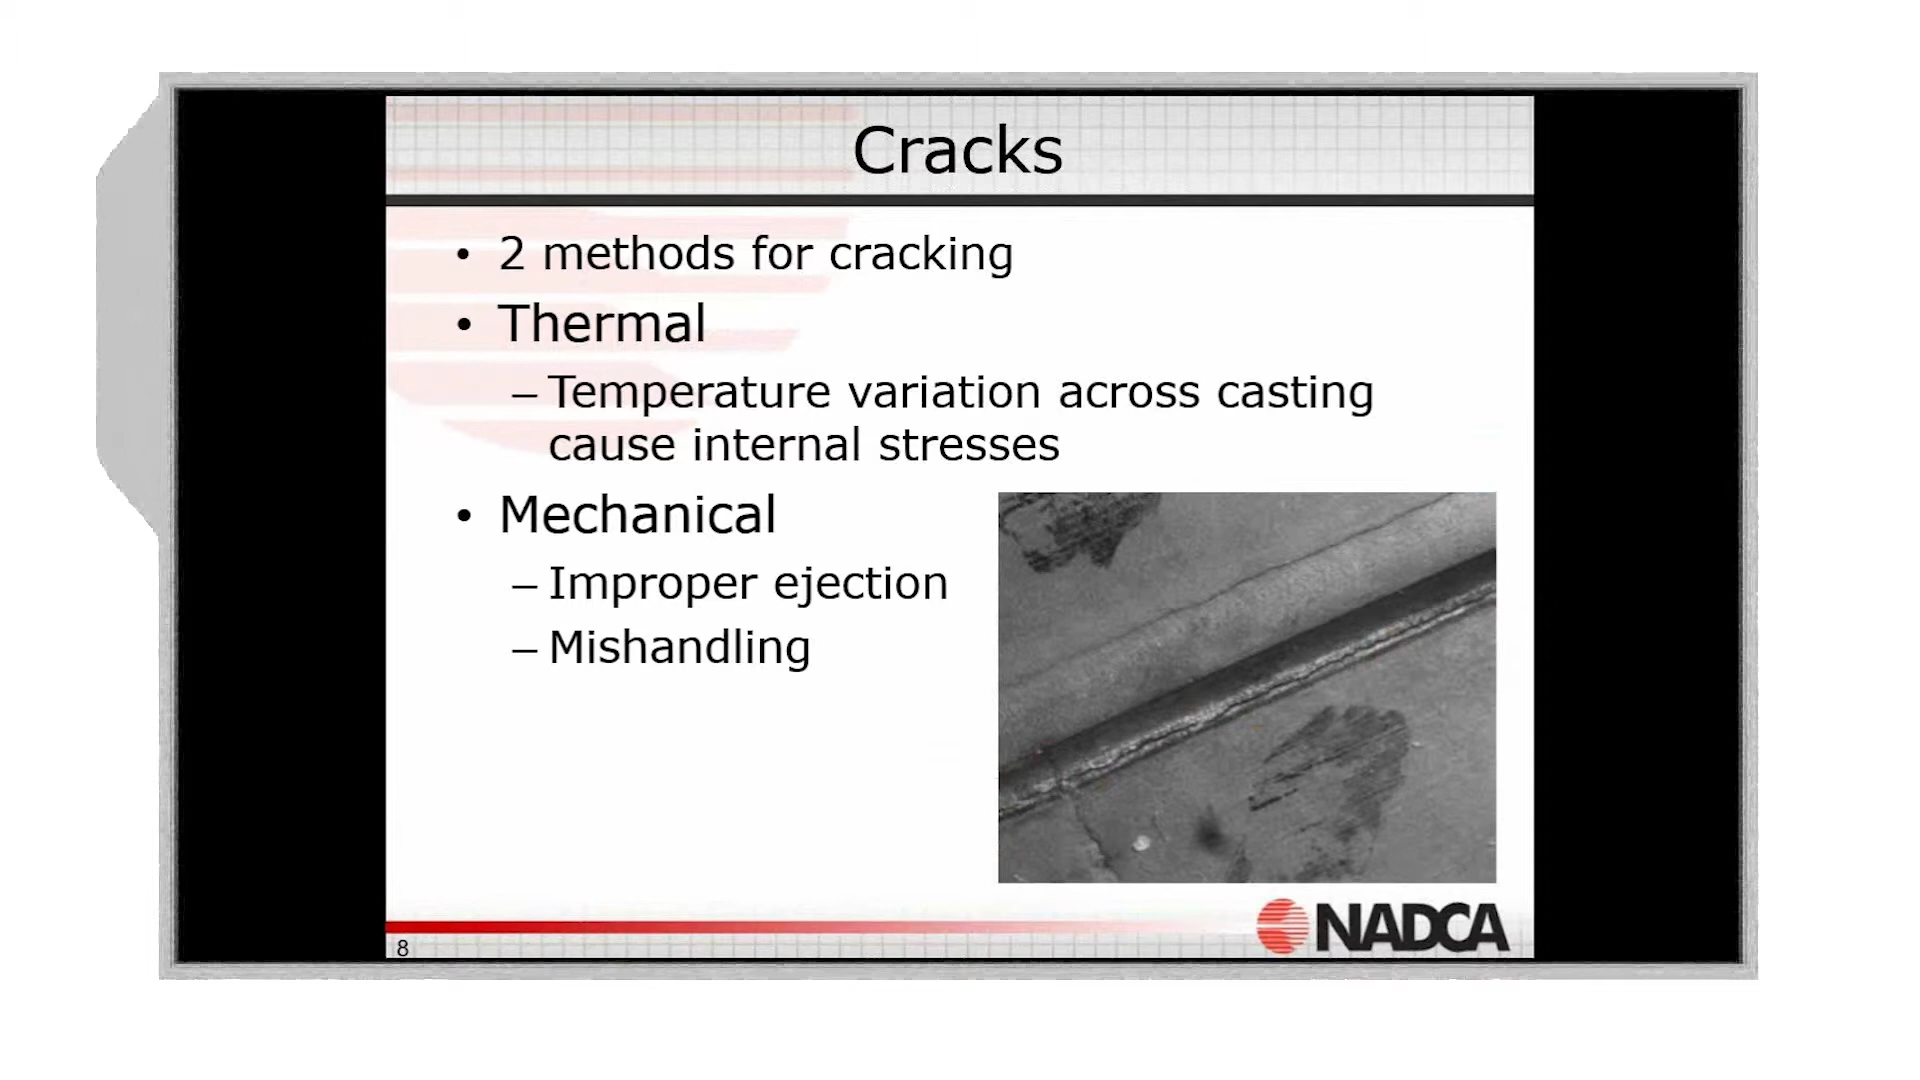 Cracks
• 2 methods for cracking
• Thermal
– Temperature variation across casting
cause internal stresses
• Mechanical
– Improper ejection
– Mishandling
NADCA
8